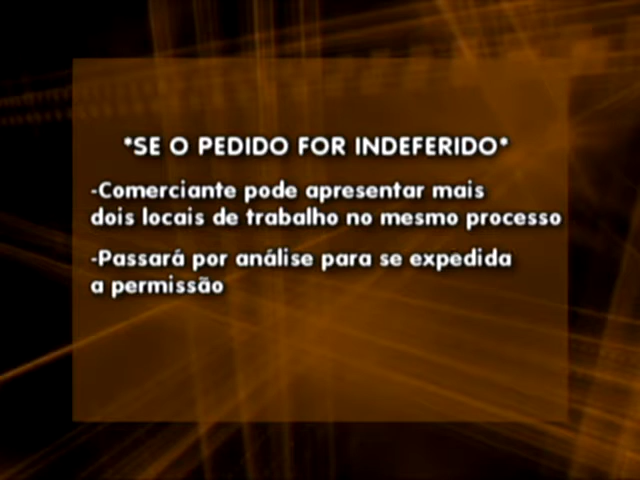 *SE O PEDIDO FOR INDEFERIDO*
-Comerciante pode apresentar mais
dois locais de trabalho no mesmo processo
-Passará por análise para se expedida
a permissão